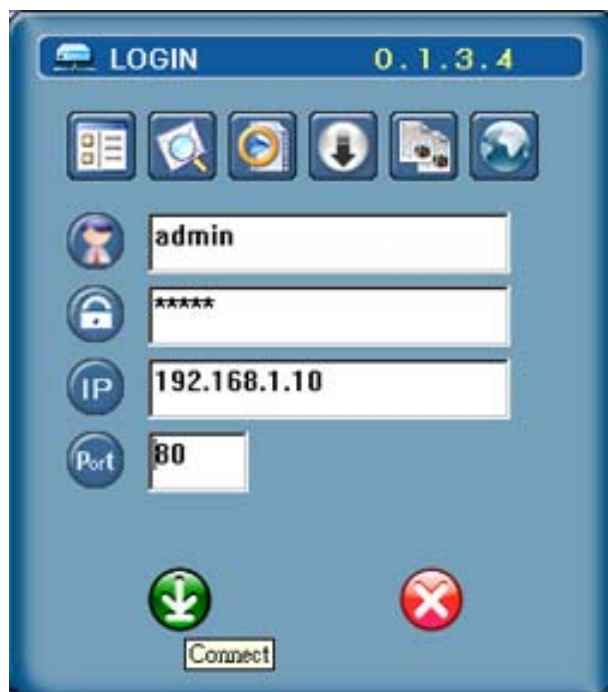 LOGIN 0.1.3.4
admin
*****
IP 192.168.1.10
Port 80
Connect